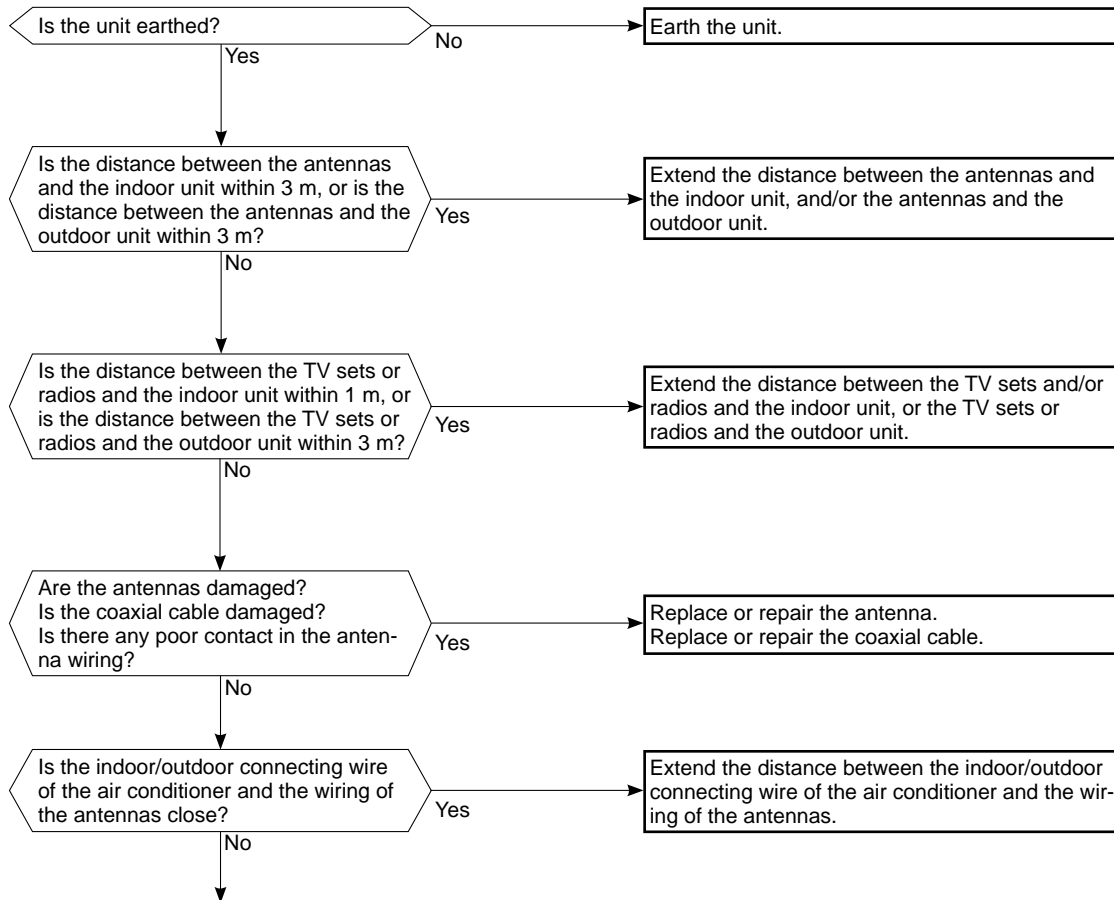 Is the unit earthed?
No
Earth the unit.
Yes
Is the distance between the antennas
and the indoor unit within 3 m, or is the
distance between the antennas and the
outdoor unit within 3 m?
Yes
Extend the distance between the antennas and
the indoor unit, and/or the antennas and the
outdoor unit.
No
Is the distance between the TV sets or
radios and the indoor unit within 1 m, or
is the distance between the TV sets or
radios and the outdoor unit within 3 m?
Yes
Extend the distance between the TV sets and/or
radios and the indoor unit, or the TV sets or
radios and the outdoor unit.
No
Are the antennas damaged?
Is the coaxial cable damaged?
Is there any poor contact in the anten-
na wiring?
Yes
Replace or repair the antenna.
Replace or repair the coaxial cable.
No
Is the indoor/outdoor connecting wire
of the air conditioner and the wiring of
the antennas close?
Yes
Extend the distance between the indoor/outdoor
connecting wire of the air conditioner and the wir-
ing of the antennas.
No